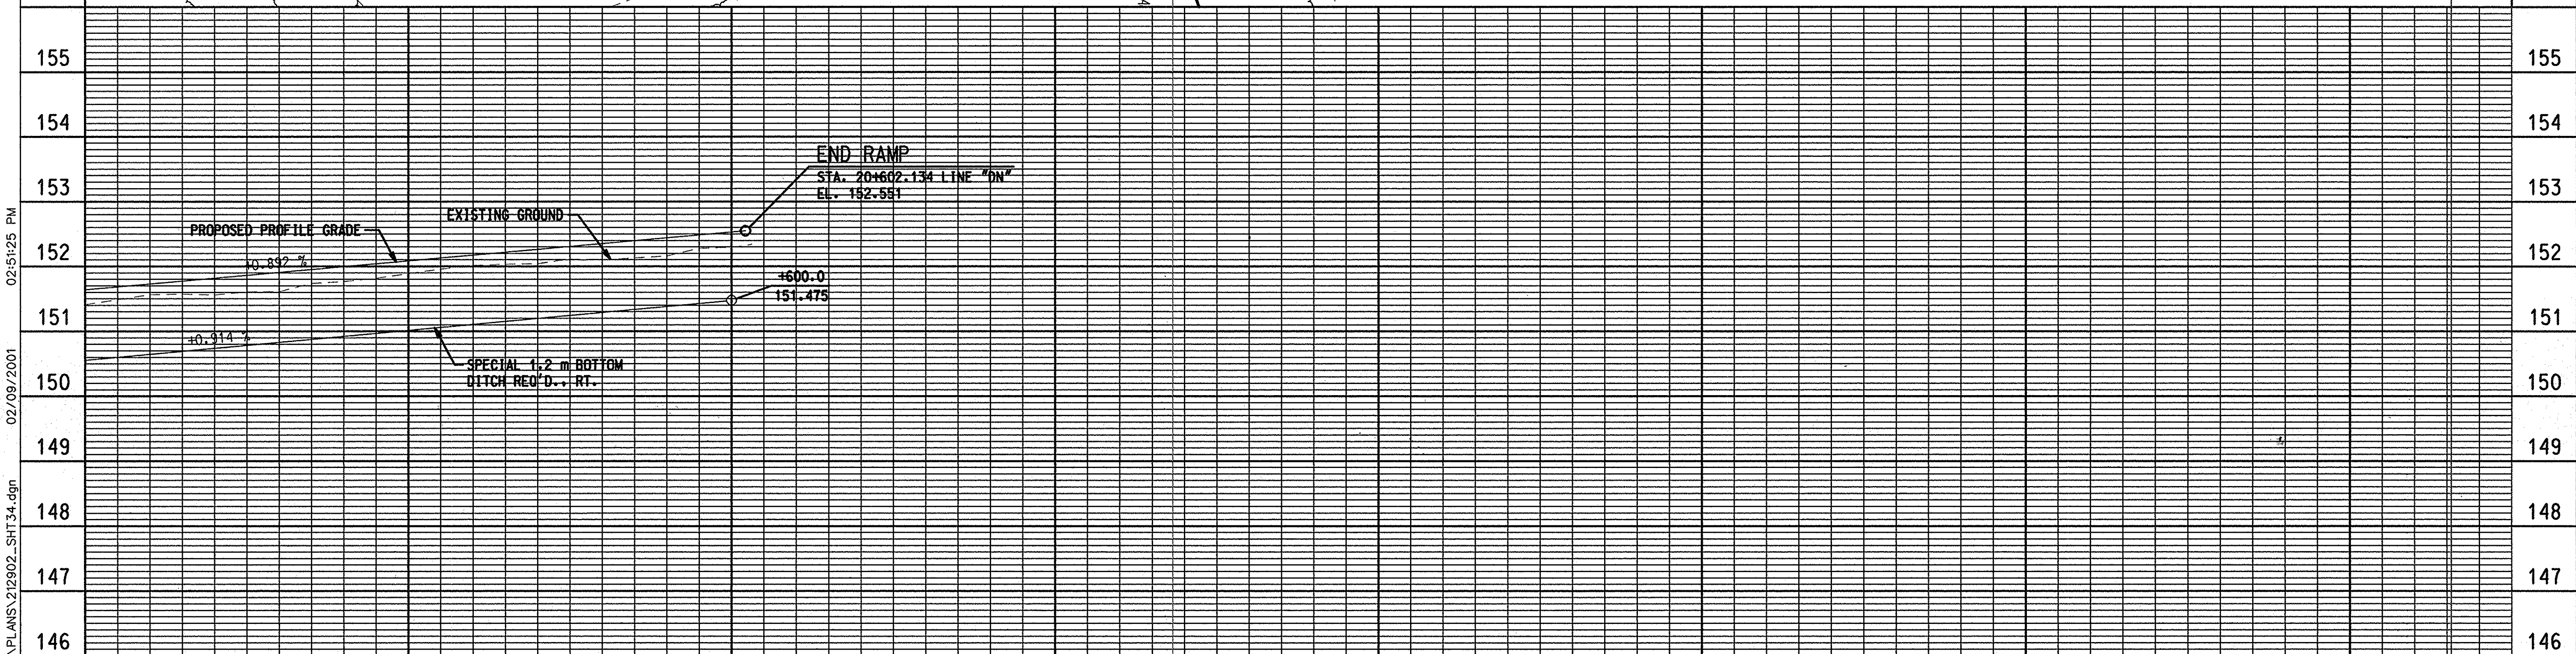 155
154
153
152
151
150
149
148
147
146
END RAMP
STA. 20+602.134 LINE "DN"
EL. 152.551
EXISTING GROUND
PROPOSED PROFILE GRADE
+0.892 %
+600.0
151.475
+0.914 %
SPECIAL 1.2 m BOTTOM
DITCH REQ'D., RT.
155
154
153
152
151
150
149
148
147
146
02:51:25 PM
02/09/2001
\PLANS\212902_SHT34.dgn